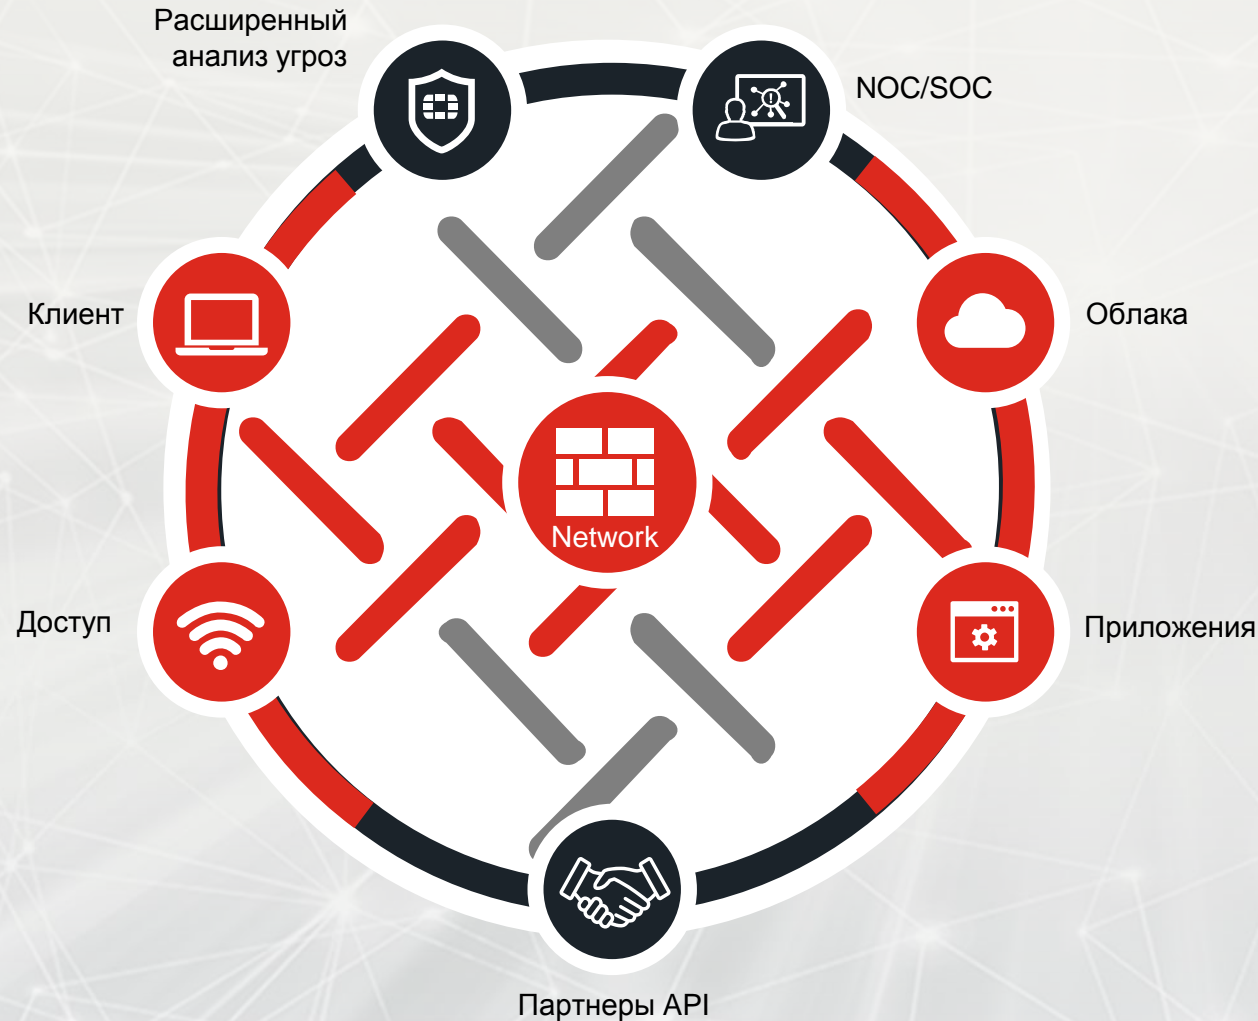 Расширенный
анализ угроз
NOC/SOC
Клиент
Облака
Network
Доступ
Приложения
Партнеры API